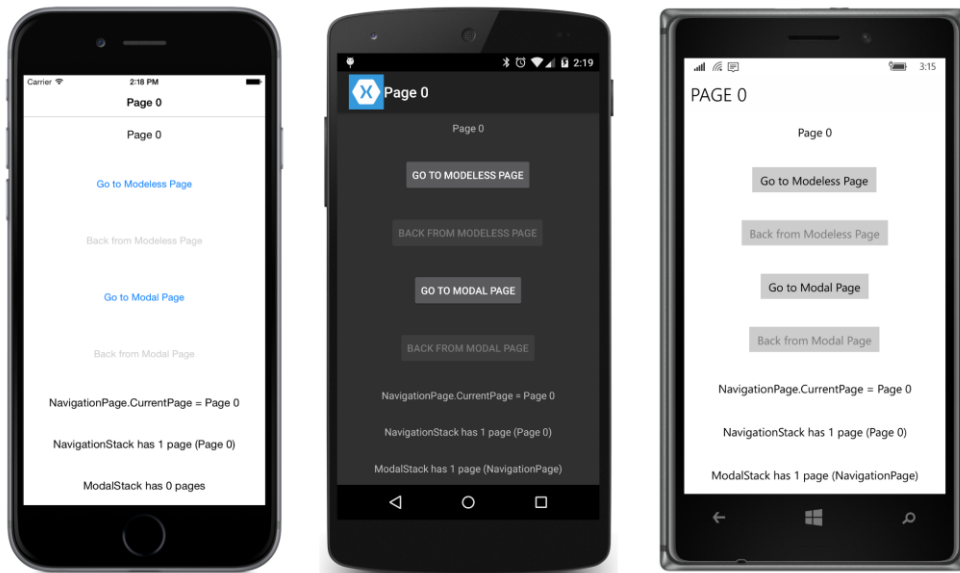 Carrier 2:18 PM
Page 0
Page 0
Go to Modeless Page
Back from Modeless Page
Go to Modal Page
Back from Modal Page
NavigationPage.CurrentPage = Page 0
NavigationStack has 1 page (Page 0)
ModalStack has 0 pages
2:19
Page 0
Page 0
GO TO MODELESS PAGE
BACK FROM MODELESS PAGE
GO TO MODAL PAGE
BACK FROM MODAL PAGE
NavigationPage.CurrentPage = Page 0
NavigationStack has 1 page (Page 0)
ModalStack has 1 page (NavigationPage)
3:15
PAGE 0
Page 0
Go to Modeless Page
Back from Modeless Page
Go to Modal Page
Back from Modal Page
NavigationPage.CurrentPage = Page 0
NavigationStack has 1 page (Page 0)
ModalStack has 1 page (NavigationPage)